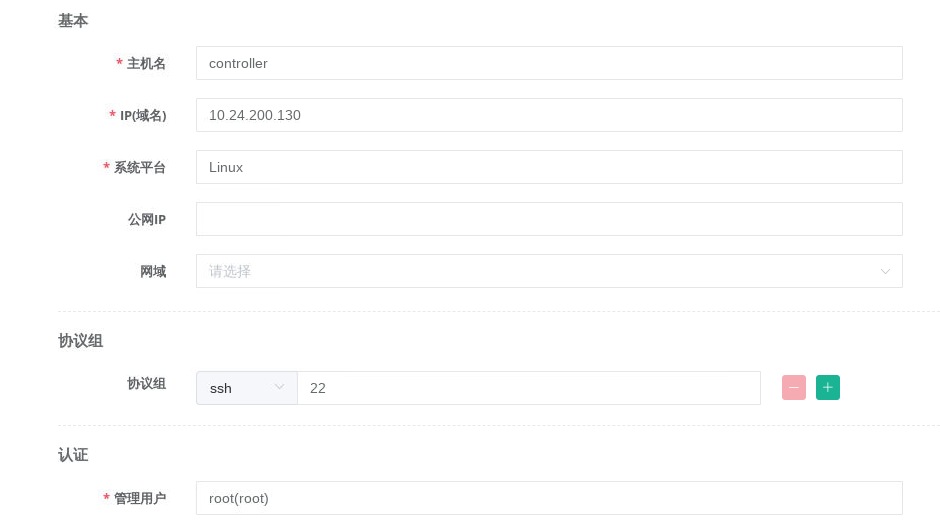 基本
* 主机名 controller
* IP(域名) 10.24.200.130
* 系统平台 Linux
公网IP
网域 请选择
协议组
协议组 ssh 22
认证
* 管理用户 root(root)